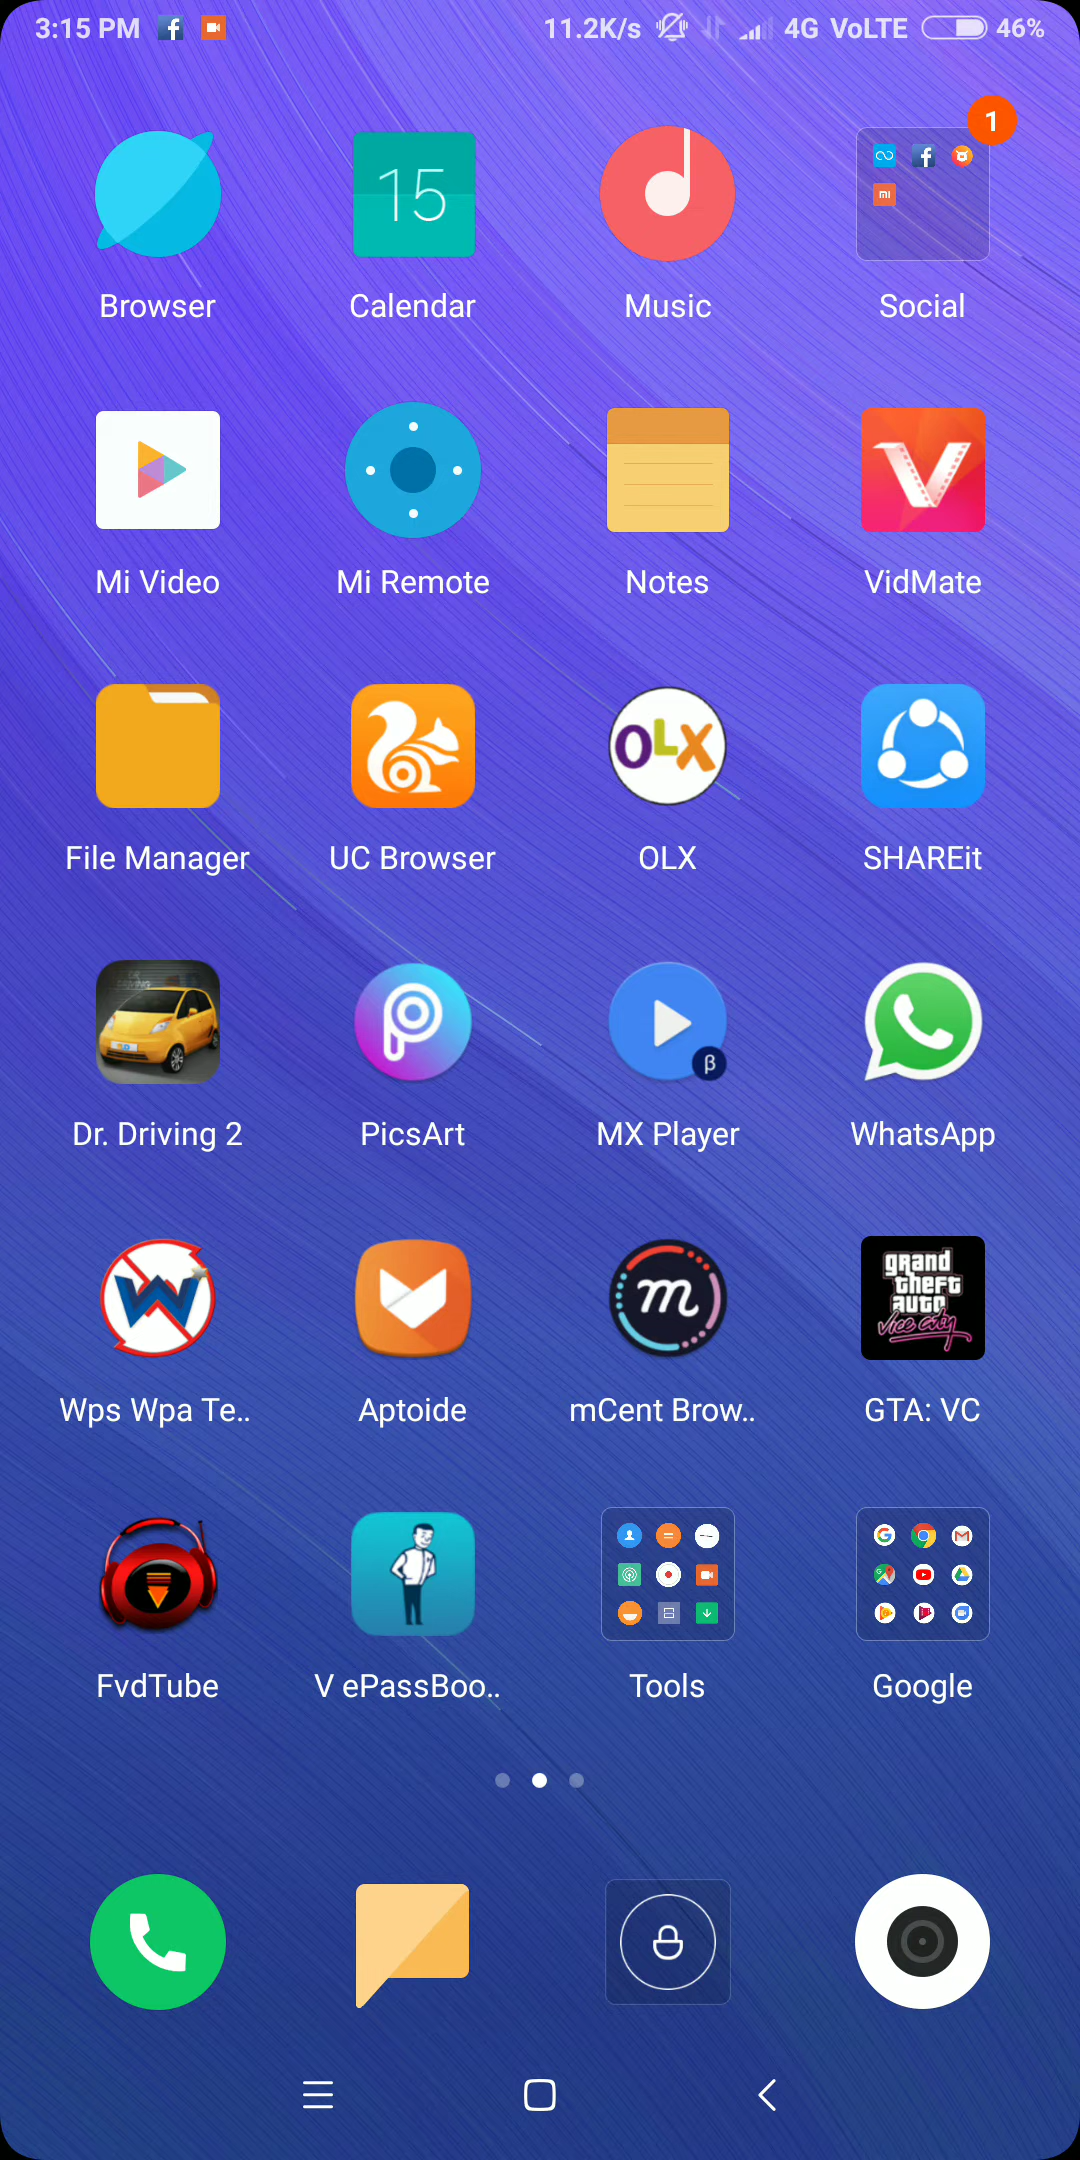 3:15 PM 11.2K/s 4G VoLTE 46%
1
15
Browser Calendar Music Social
Mi Video Mi Remote Notes VidMate
OLX
File Manager UC Browser OLX SHAREit
β
Dr. Driving 2 PicsArt MX Player WhatsApp
W m grand theft auto vice city
Wps Wpa Te.. Aptoide mCent Brow.. GTA: VC
FvdTube V ePassBoo.. Tools Google